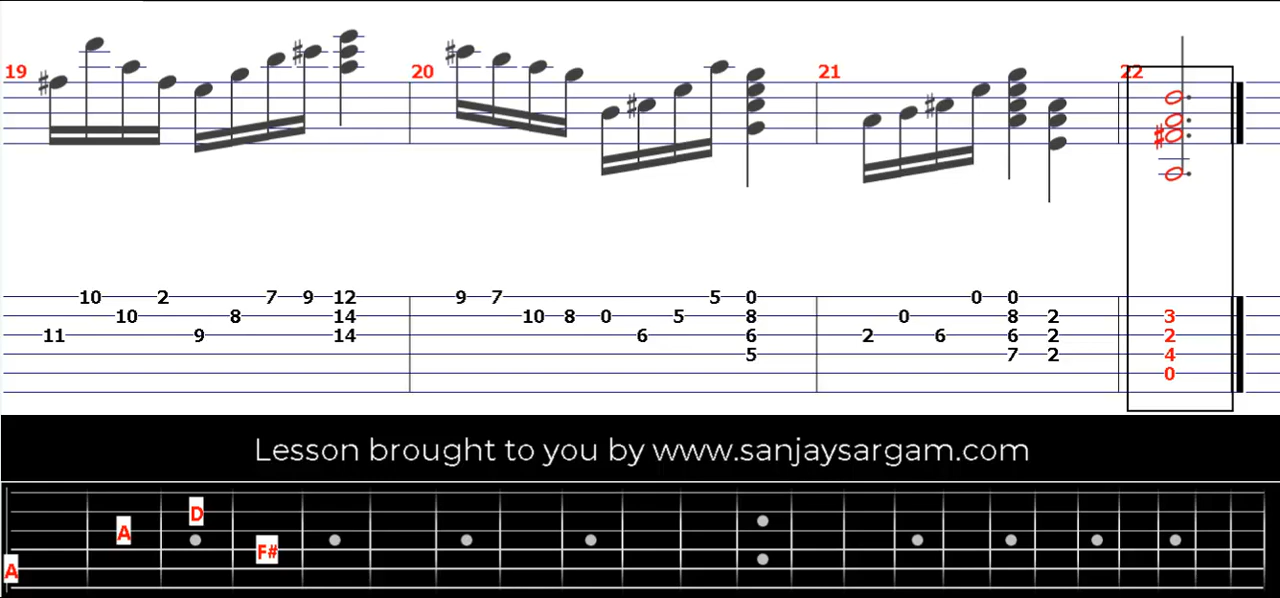 19 20 21 22
10 2 7 9 12 9 7 5 0 0 0
10 8 14 10 8 0 5 8 0 8 2 3
11 9 14 6 6 2 6 6 2 2
5 7 2 4
0
Lesson brought to you by www.sanjaysargam.com
D
A
F#
A